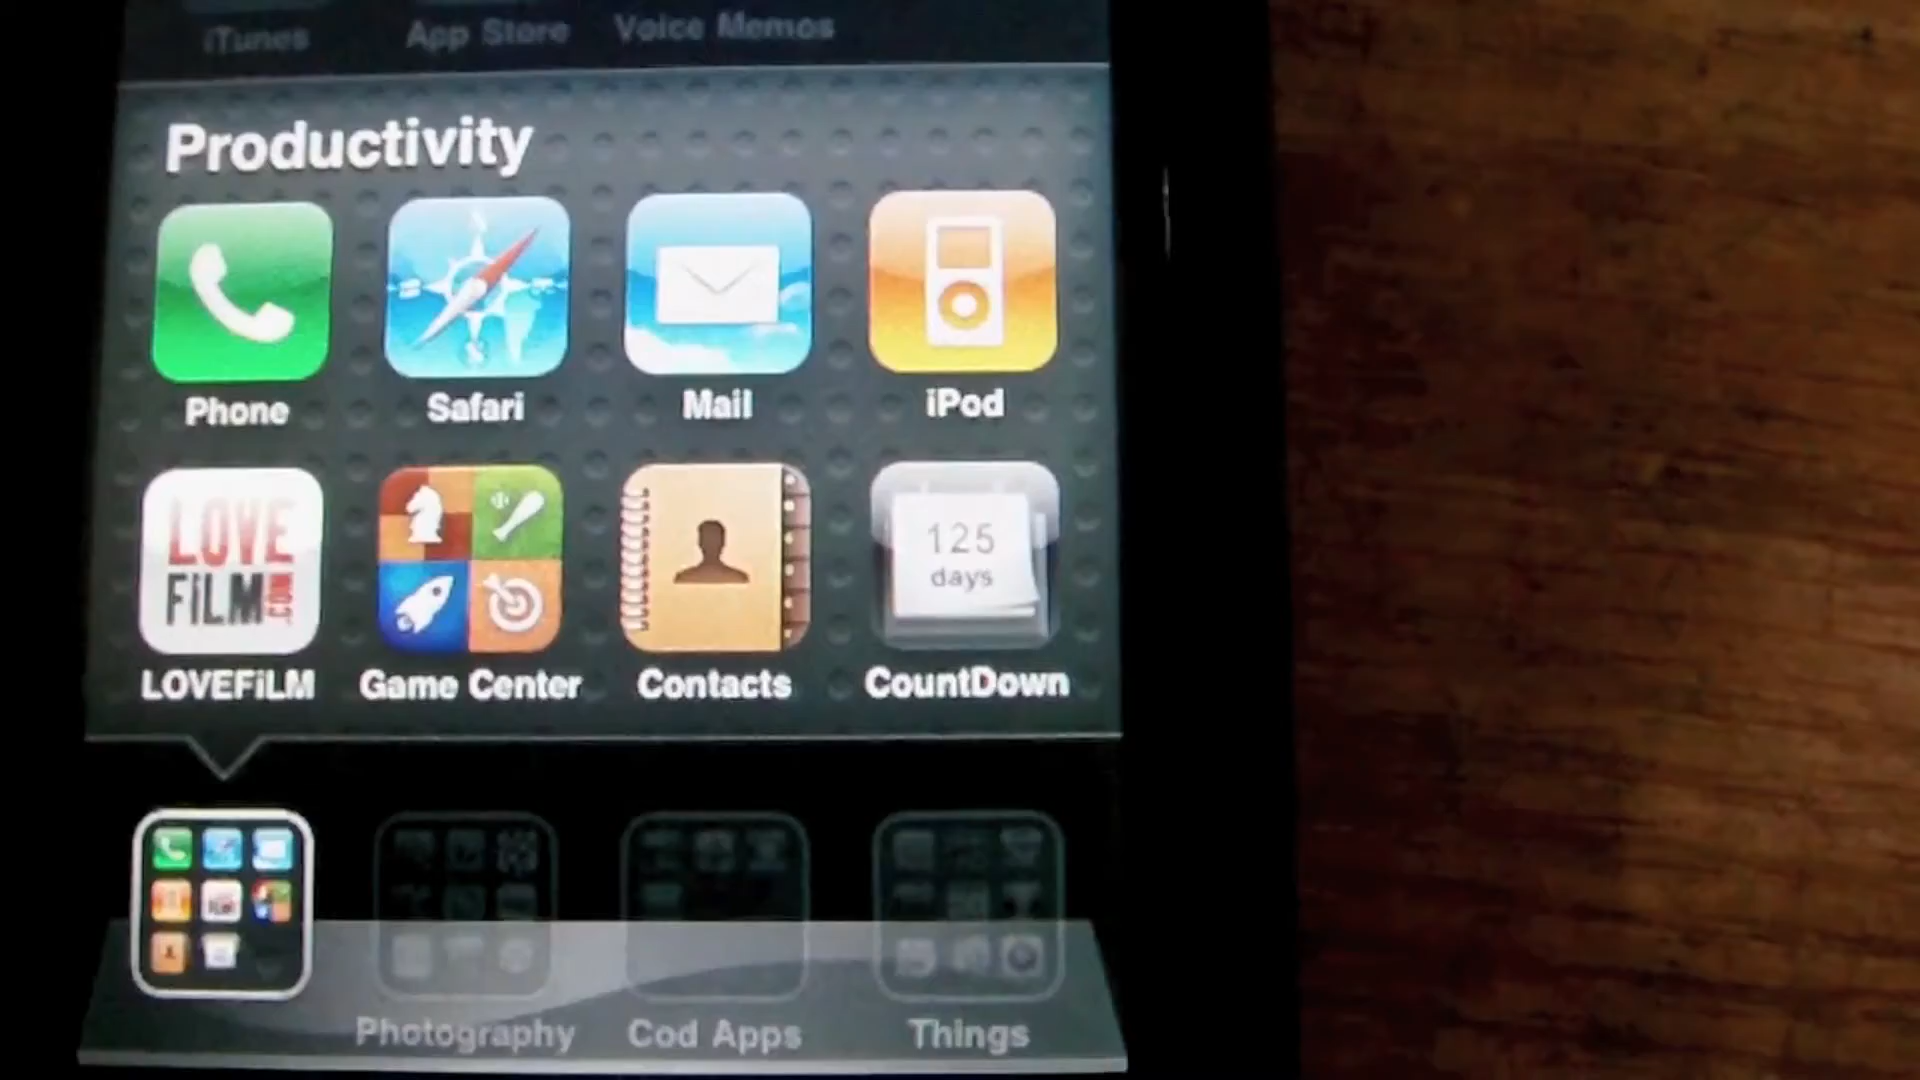 iTunes App Store Voice Memos
Productivity
Phone Safari Mail iPod
LOVE
FiLM
.COM
125
days
LOVEFiLM Game Center Contacts CountDown
Photography Cod Apps Things